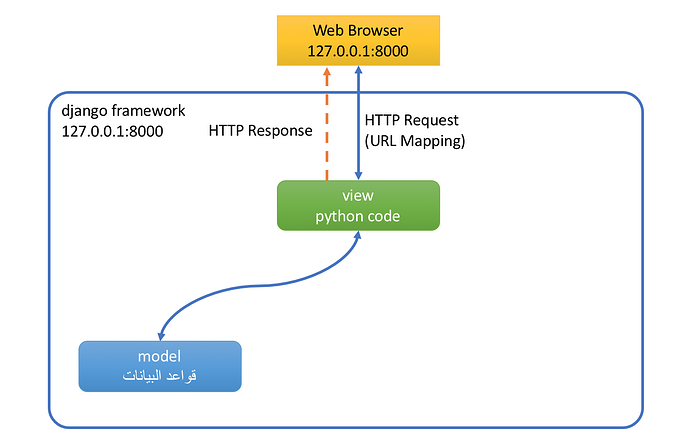 Web Browser
127.0.0.1:8000
django framework
127.0.0.1:8000
HTTP Response
HTTP Request
(URL Mapping)
view
python code
model
قواعد البيانات